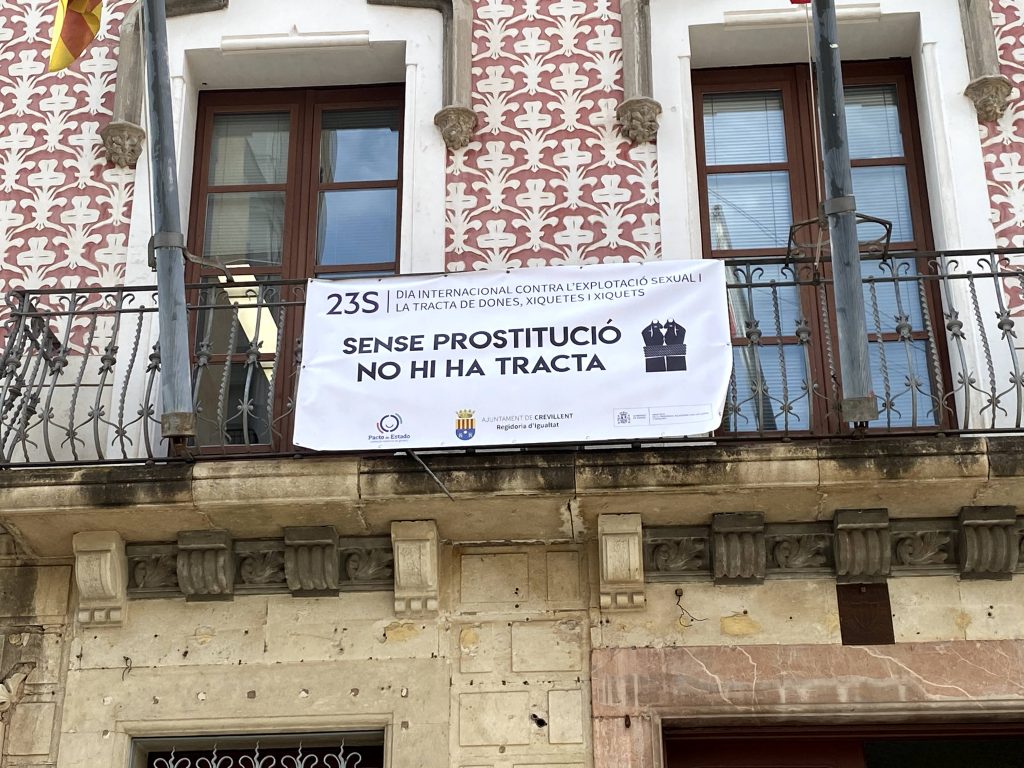 23S
DIA INTERNACIONAL CONTRA L'EXPLOTACIÓ SEXUAL I
LA TRACTA DE DONES, XIQUETES I XIQUETS
SENSE PROSTITUCIÓ
NO HI HA TRACTA
Pacto de Estado
AJUNTAMENT DE CREVILLENT
Regidoria d'Igualtat